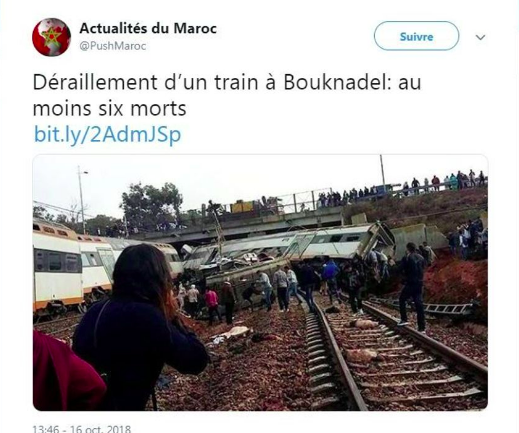 Actualités du Maroc
@PushMaroc
Suivre
Déraillement d’un train à Bouknadel: au
moins six morts
bit.ly/2AdmJSp
13:46 - 16 oct. 2018